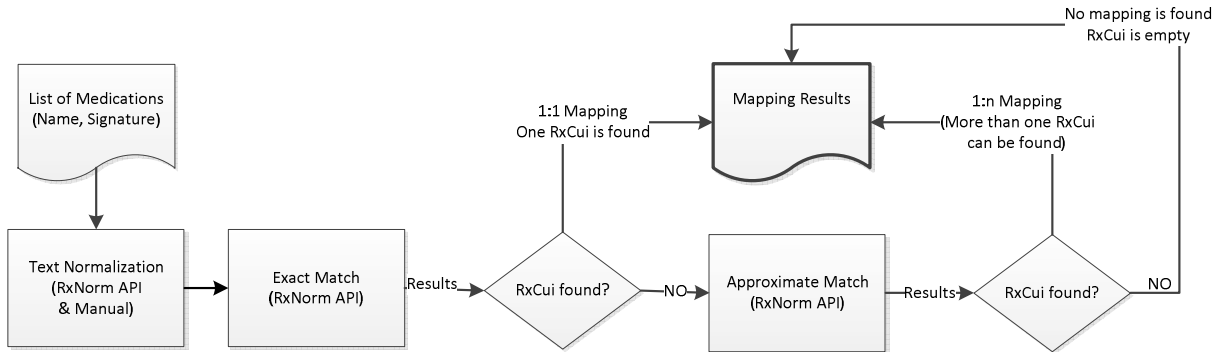 List of Medications
(Name, Signature)
Text Normalization
(RxNorm API
& Manual)
Exact Match
(RxNorm API)
Results
RxCui found?
1:1 Mapping
One RxCui is found
NO
Mapping Results
Approximate Match
(RxNorm API)
Results
RxCui found?
1:n Mapping
(More than one RxCui
can be found)
NO
No mapping is found
RxCui is empty